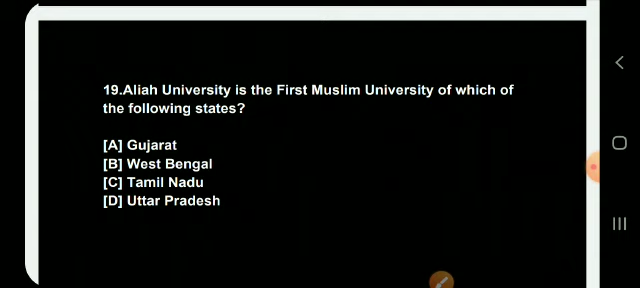 19.Aliah University is the First Muslim University of which of
the following states?
[A] Gujarat
[B] West Bengal
[C] Tamil Nadu
[D] Uttar Pradesh